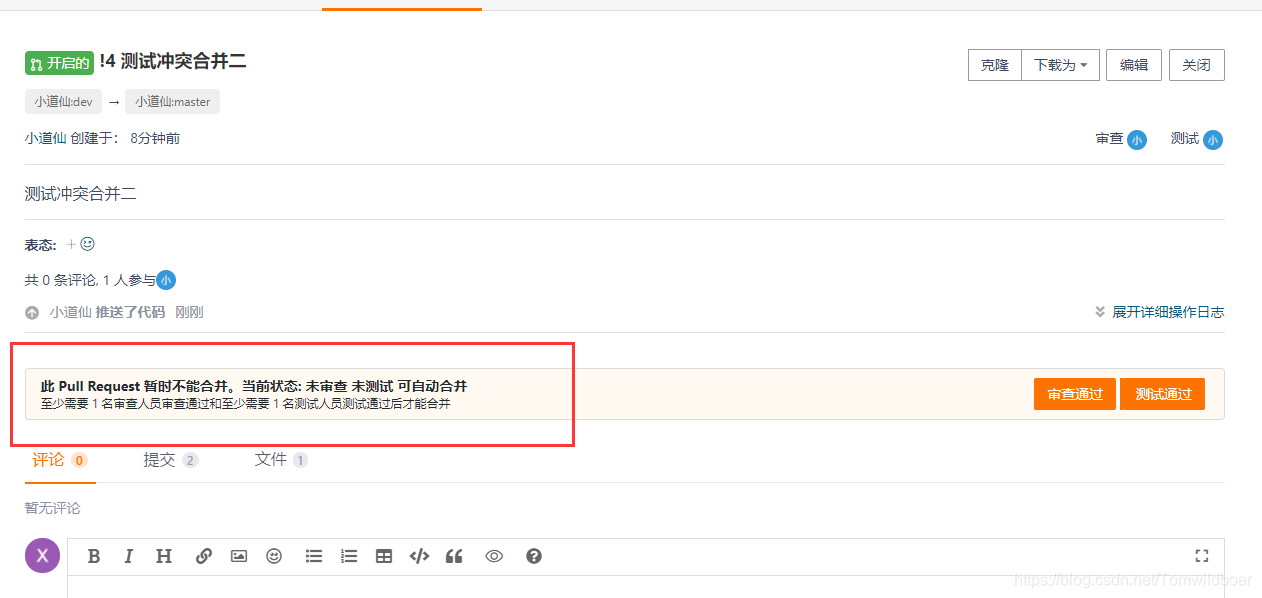 开启的 !4 测试冲突合并二
克隆 下载为 编辑 关闭
小道仙:dev → 小道仙:master
小道仙 创建于： 8分钟前
审查 小 测试 小
测试冲突合并二
表态: +
共 0 条评论, 1 人参与 小
小道仙 推送了代码 刚刚
展开详细操作日志
此 Pull Request 暂时不能合并。当前状态: 未审查 未测试 可自动合并
至少需要 1 名审查人员审查通过和至少需要 1 名测试人员测试通过后才能合并
审查通过 测试通过
评论 0 提交 2 文件 1
暂无评论
X B I H
https://blog.csdn.net/Tomwildboar